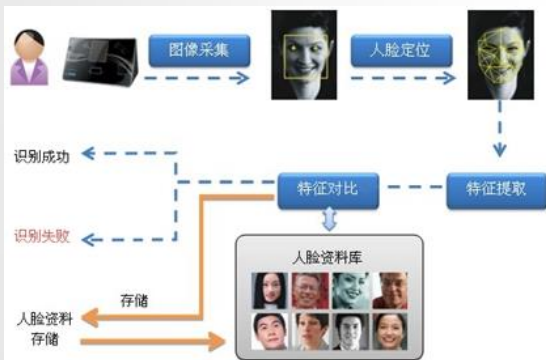 图像采集
人脸定位
识别成功
特征对比
特征提取
识别失败
人脸资料库
存储
人脸资料
存储